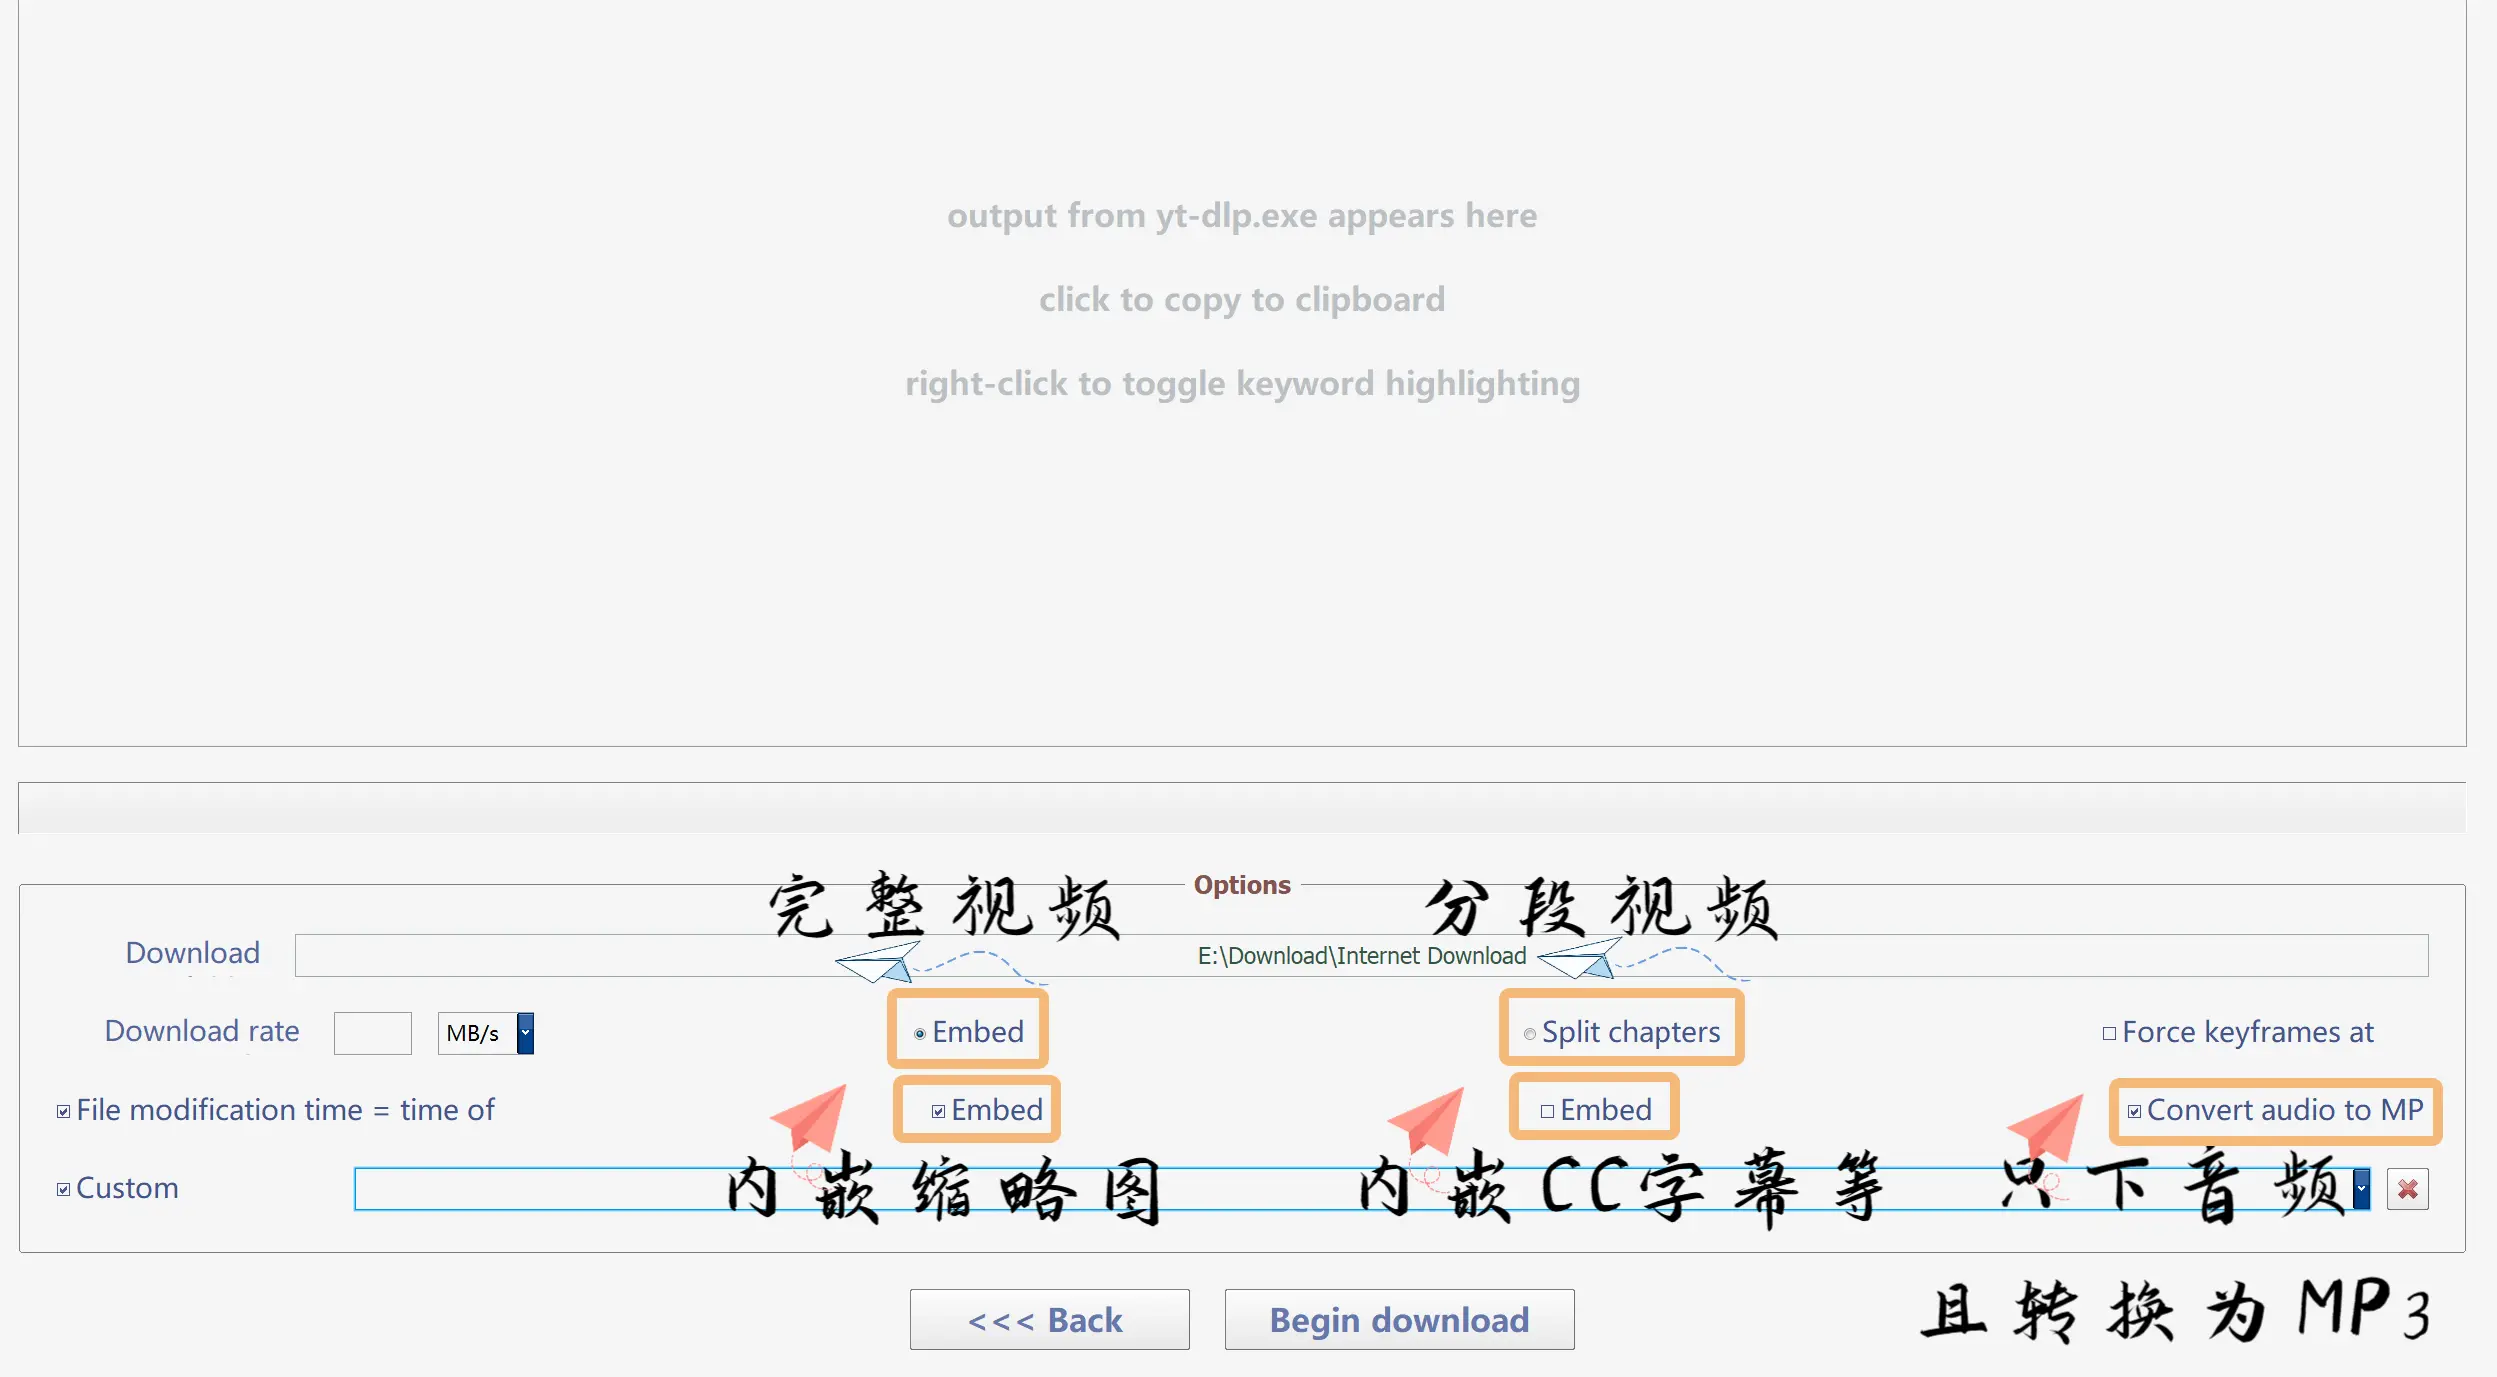 output from yt-dlp.exe appears here
click to copy to clipboard
right-click to toggle keyword highlighting
Options
完整视频
分段视频
Download
E:\Download\Internet Download
Download rate
MB/s
Embed
Split chapters
Force keyframes at
File modification time = time of
Embed
Embed
Convert audio to MP
Custom
内嵌缩略图
内嵌CC字幕等
只下音频
<<< Back
Begin download
且转换为MP3